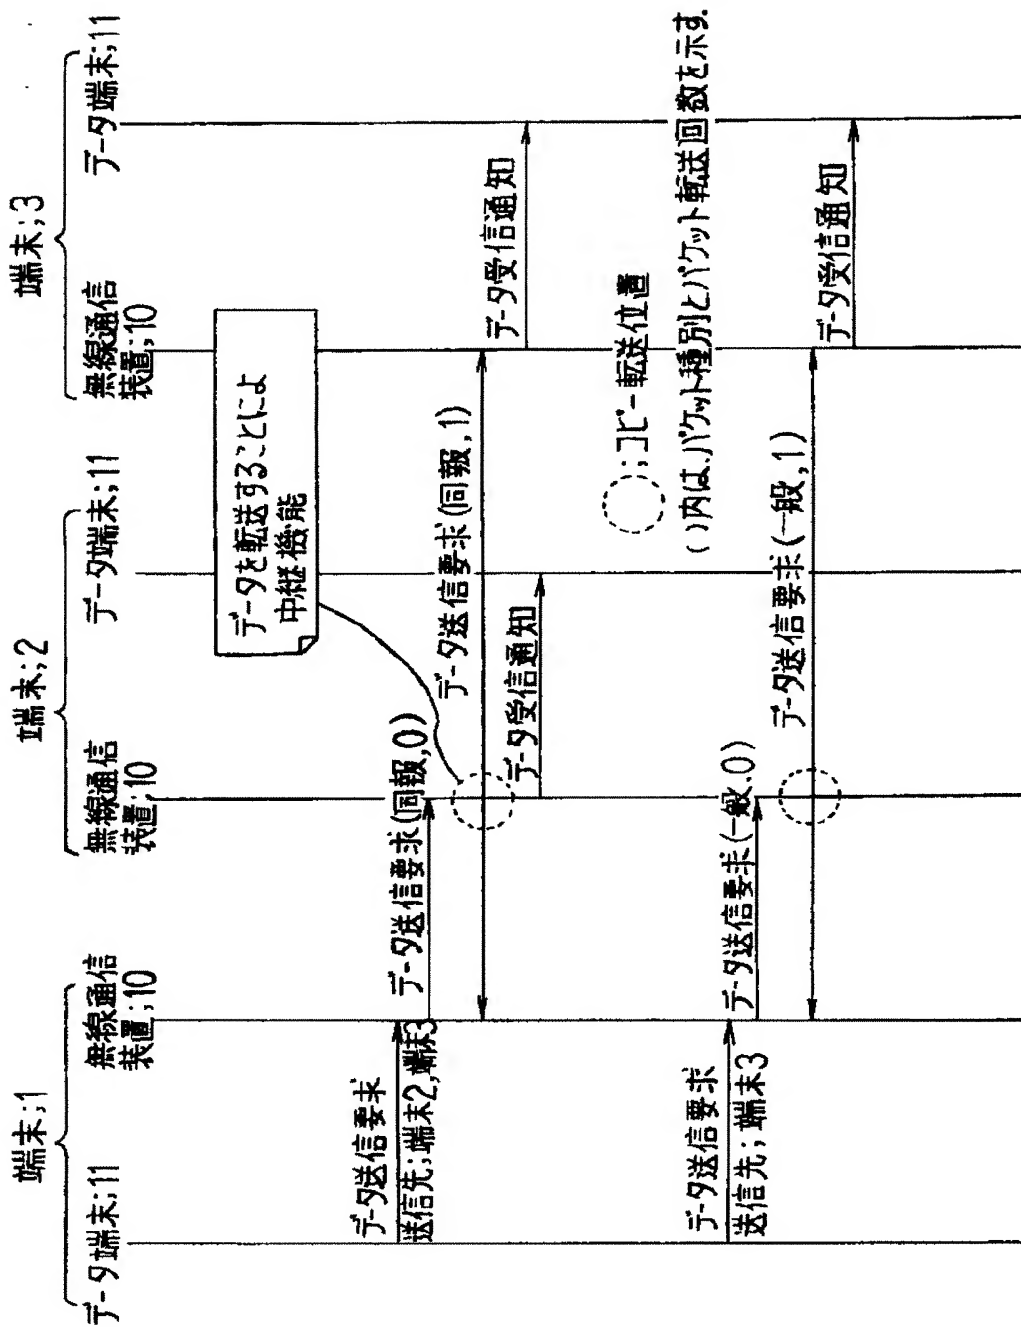 端末;1
端末;2
端末;3
データ端末;11
無線通信
装置;10
無線通信
装置;10
データ端末;11
無線通信
装置;10
データ端末;11
データを転送することによ
中継機能
データ送信要求
送信先;端末2,端末3
データ送信要求(同報,0)
データ送信要求(同報,1)
データ受信通知
データ受信通知
;コピー転送位置
( )内は、パケット種別とパケット転送回数を示す.
データ送信要求
送信先;端末3
データ送信要求(一般,0)
データ送信要求(一般,1)
データ受信通知